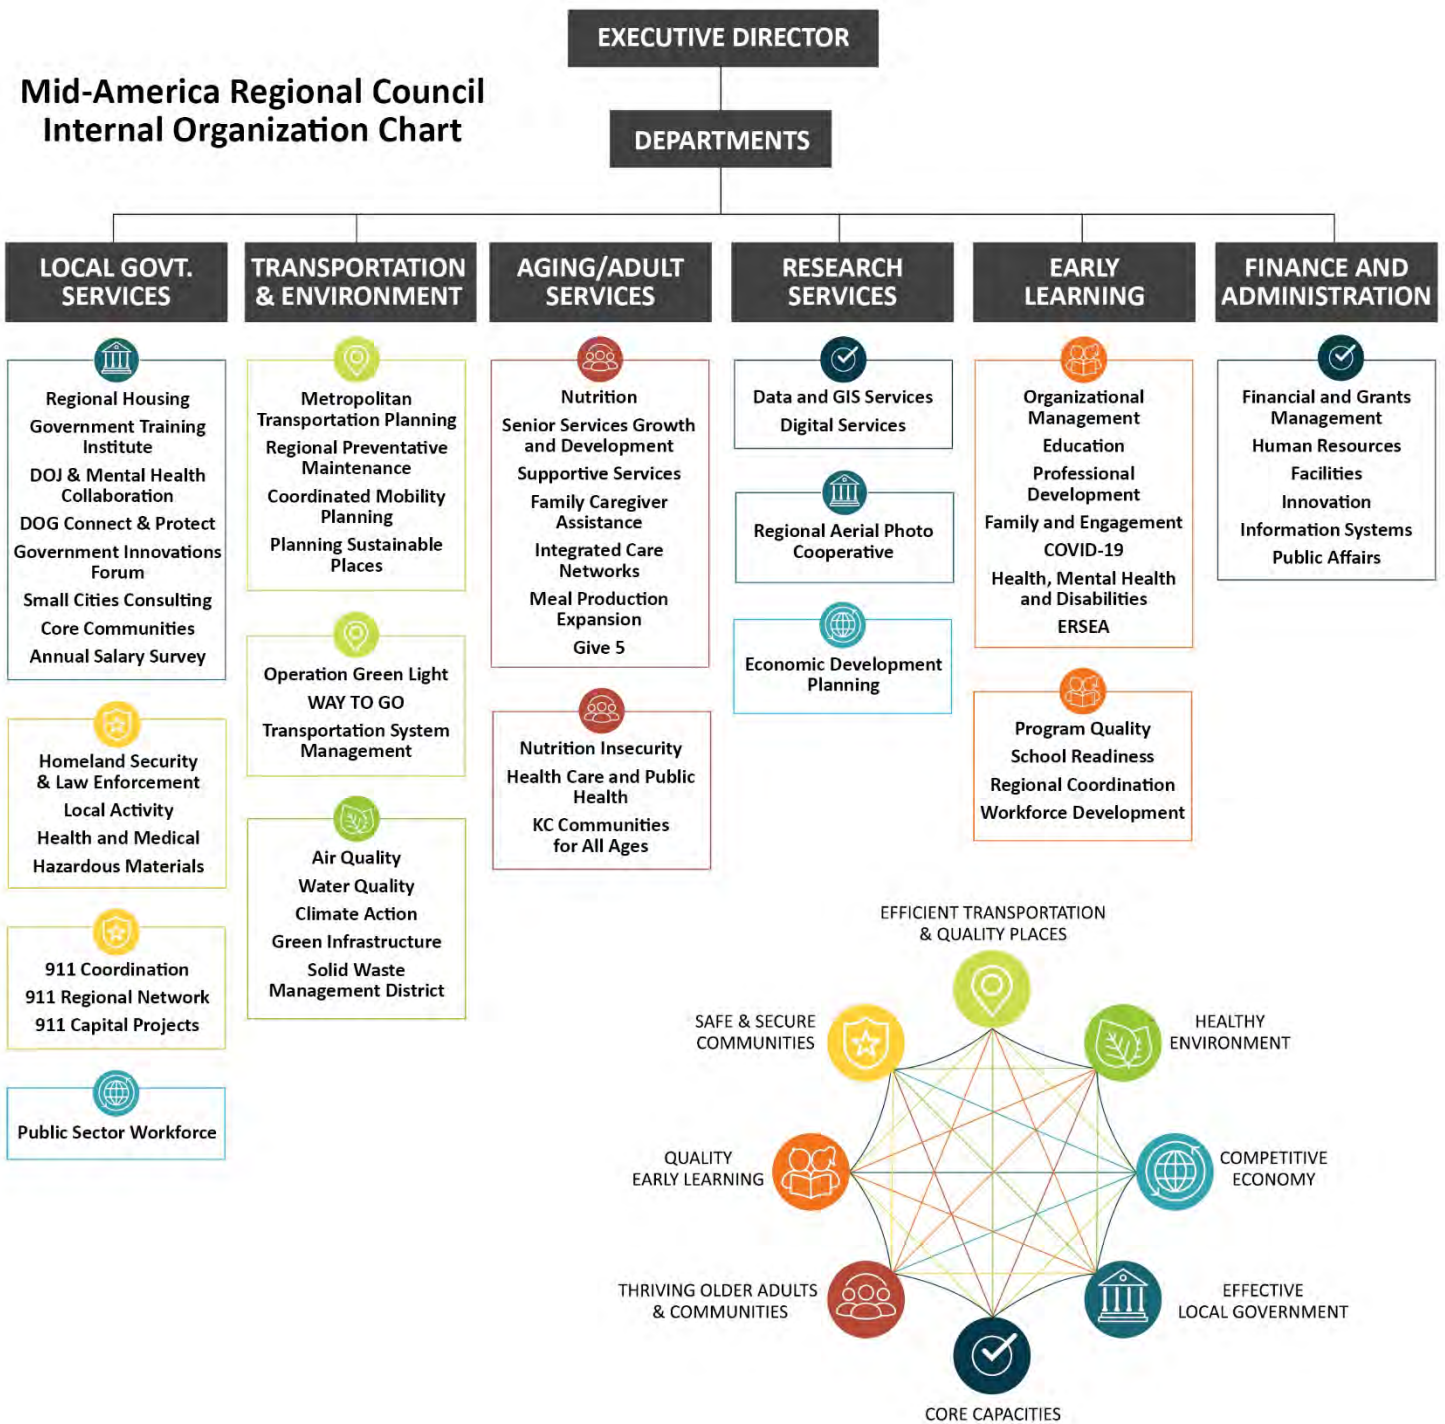 EXECUTIVE DIRECTOR
Mid-America Regional Council
Internal Organization Chart
DEPARTMENTS
LOCAL GOVT.
SERVICES
Regional Housing
Government Training
Institute
DOJ & Mental Health
Collaboration
DOG Connect & Protect
Government Innovations
Forum
Small Cities Consulting
Core Communities
Annual Salary Survey
Homeland Security
& Law Enforcement
Local Activity
Health and Medical
Hazardous Materials
911 Coordination
911 Regional Network
911 Capital Projects
Public Sector Workforce
TRANSPORTATION
& ENVIRONMENT
Metropolitan
Transportation Planning
Regional Preventative
Maintenance
Coordinated Mobility
Planning
Planning Sustainable
Places
Operation Green Light
WAY TO GO
Transportation System
Management
Air Quality
Water Quality
Climate Action
Green Infrastructure
Solid Waste
Management District
AGING/ADULT
SERVICES
Nutrition
Senior Services Growth
and Development
Supportive Services
Family Caregiver
Assistance
Integrated Care
Networks
Meal Production
Expansion
Give 5
Nutrition Insecurity
Health Care and Public
Health
KC Communities
for All Ages
RESEARCH
SERVICES
Data and GIS Services
Digital Services
Regional Aerial Photo
Cooperative
Economic Development
Planning
EARLY
LEARNING
Organizational
Management
Education
Professional
Development
Family and Engagement
COVID-19
Health, Mental Health
and Disabilities
ERSEA
Program Quality
School Readiness
Regional Coordination
Workforce Development
FINANCE AND
ADMINISTRATION
Financial and Grants
Management
Human Resources
Facilities
Innovation
Information Systems
Public Affairs
EFFICIENT TRANSPORTATION
& QUALITY PLACES
SAFE & SECURE
COMMUNITIES
HEALTHY
ENVIRONMENT
QUALITY
EARLY LEARNING
COMPETITIVE
ECONOMY
THRIVING OLDER ADULTS
& COMMUNITIES
EFFECTIVE
LOCAL GOVERNMENT
CORE CAPACITIES